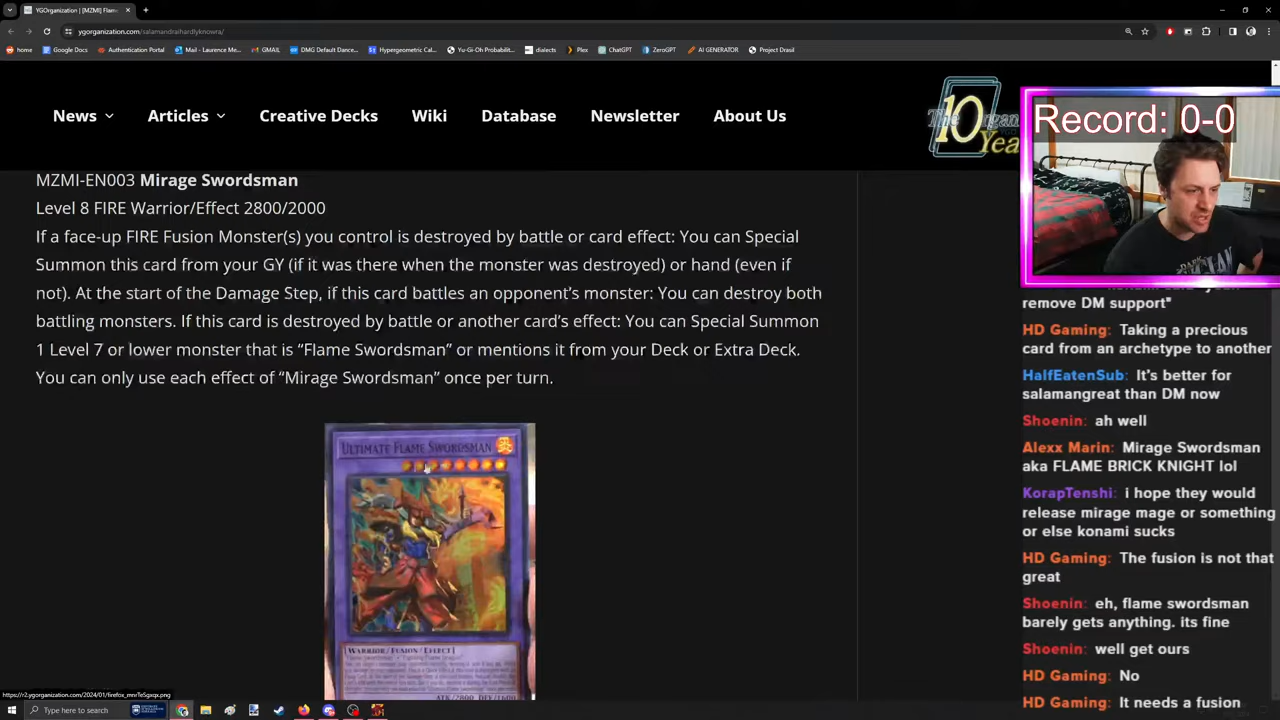 YGOrganization | [MZMI] Flam
ygorganization.com/salamandralhardlyknowra/
home
Google Docs
Authentication Portal
Mail - Laurence Me...
GMAIL
DMG Default Dance...
Hypergeometric Cal...
Yu-Gi-Oh Probabilit...
dialects
Plex
ChatGPT
ZeroGPT
AI GENERATOR
Project Drasil
News
Articles
Creative Decks
Wiki
Database
Newsletter
About Us
10
Record: 0-0
MZMI-EN003 Mirage Swordsman
Level 8 FIRE Warrior/Effect 2800/2000
If a face-up FIRE Fusion Monster(s) you control is destroyed by battle or card effect: You can Special
Summon this card from your GY (if it was there when the monster was destroyed) or hand (even if
not). At the start of the Damage Step, if this card battles an opponent's monster: You can destroy both
battling monsters. If this card is destroyed by battle or another card's effect: You can Special Summon
1 Level 7 or lower monster that is “Flame Swordsman” or mentions it from your Deck or Extra Deck.
You can only use each effect of “Mirage Swordsman” once per turn.
ULTIMATE FLAME SWORDSMAN
[WARRIOR/FUSION/EFFECT]
remove DM support"
HD Gaming: Taking a precious
card from an archetype to another
HalfEatenSub: It's better for
salamangreat than DM now
Shoenin: ah well
Alexx Marin: Mirage Swordsman
aka FLAME BRICK KNIGHT lol
KorapTenshi: i hope they would
release mirage mage or something
or else konami sucks
HD Gaming: The fusion is not that
great
Shoenin: eh, flame swordsman
barely gets anything. its fine
Shoenin: well get ours
HD Gaming: No
HD Gaming: It needs a fusion
https://r2.ygorganization.com/2024/01/firefox_mnrTeSgxqx.png
Type here to search